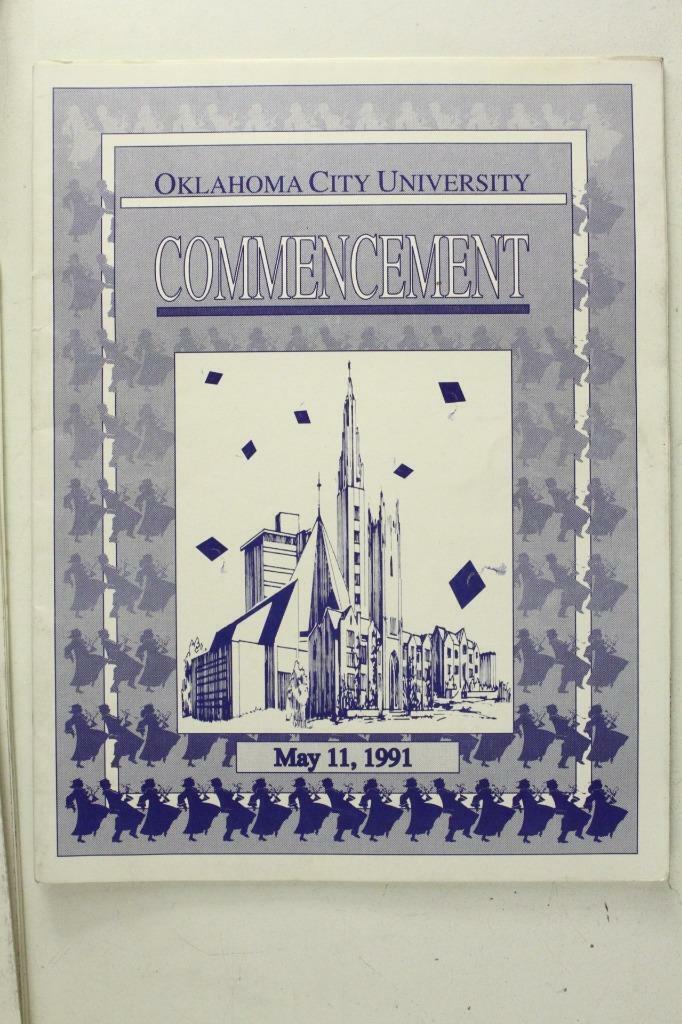 OKLAHOMA CITY UNIVERSITY
COMMENCEMENT
May 11, 1991